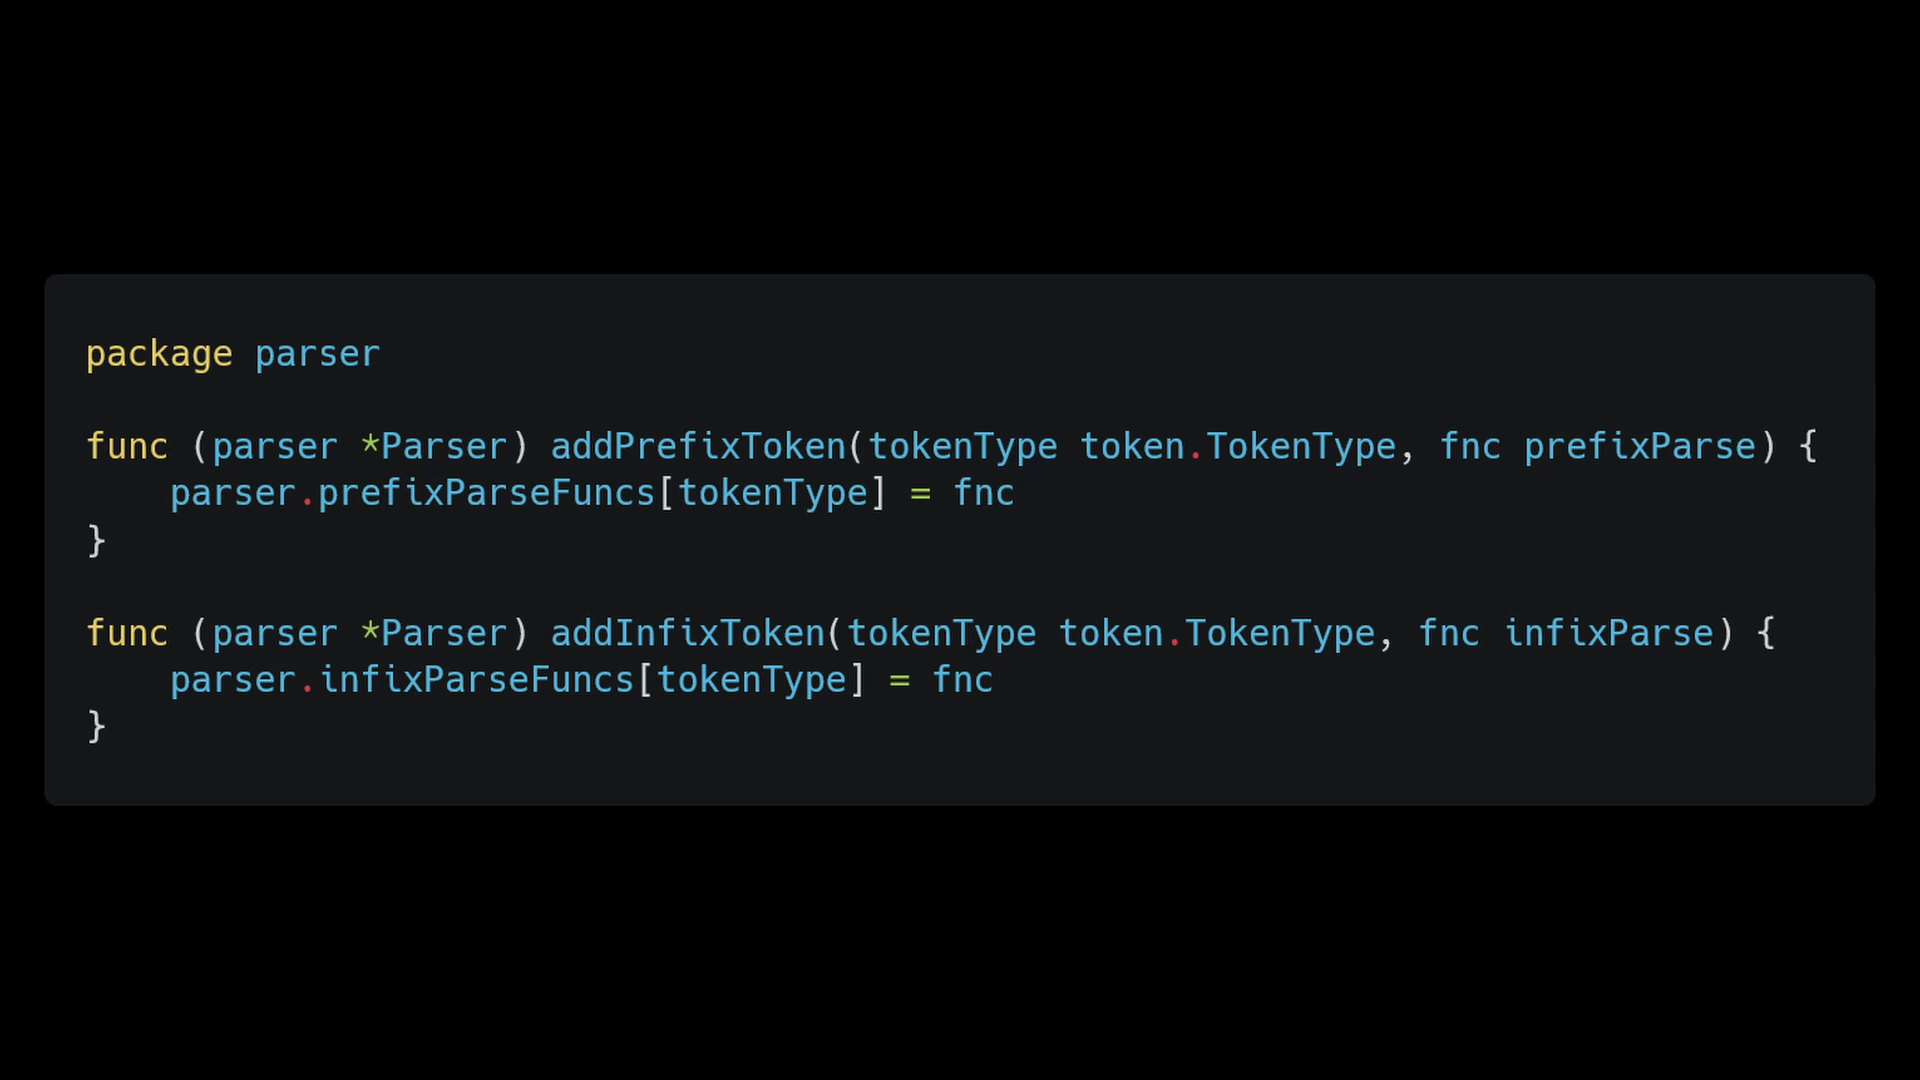 package parser
func (parser *Parser) addPrefixToken(tokenType token.TokenType, fnc prefixParse) {
    parser.prefixParseFuncs[tokenType] = fnc
}
func (parser *Parser) addInfixToken(tokenType token.TokenType, fnc infixParse) {
    parser.infixParseFuncs[tokenType] = fnc
}